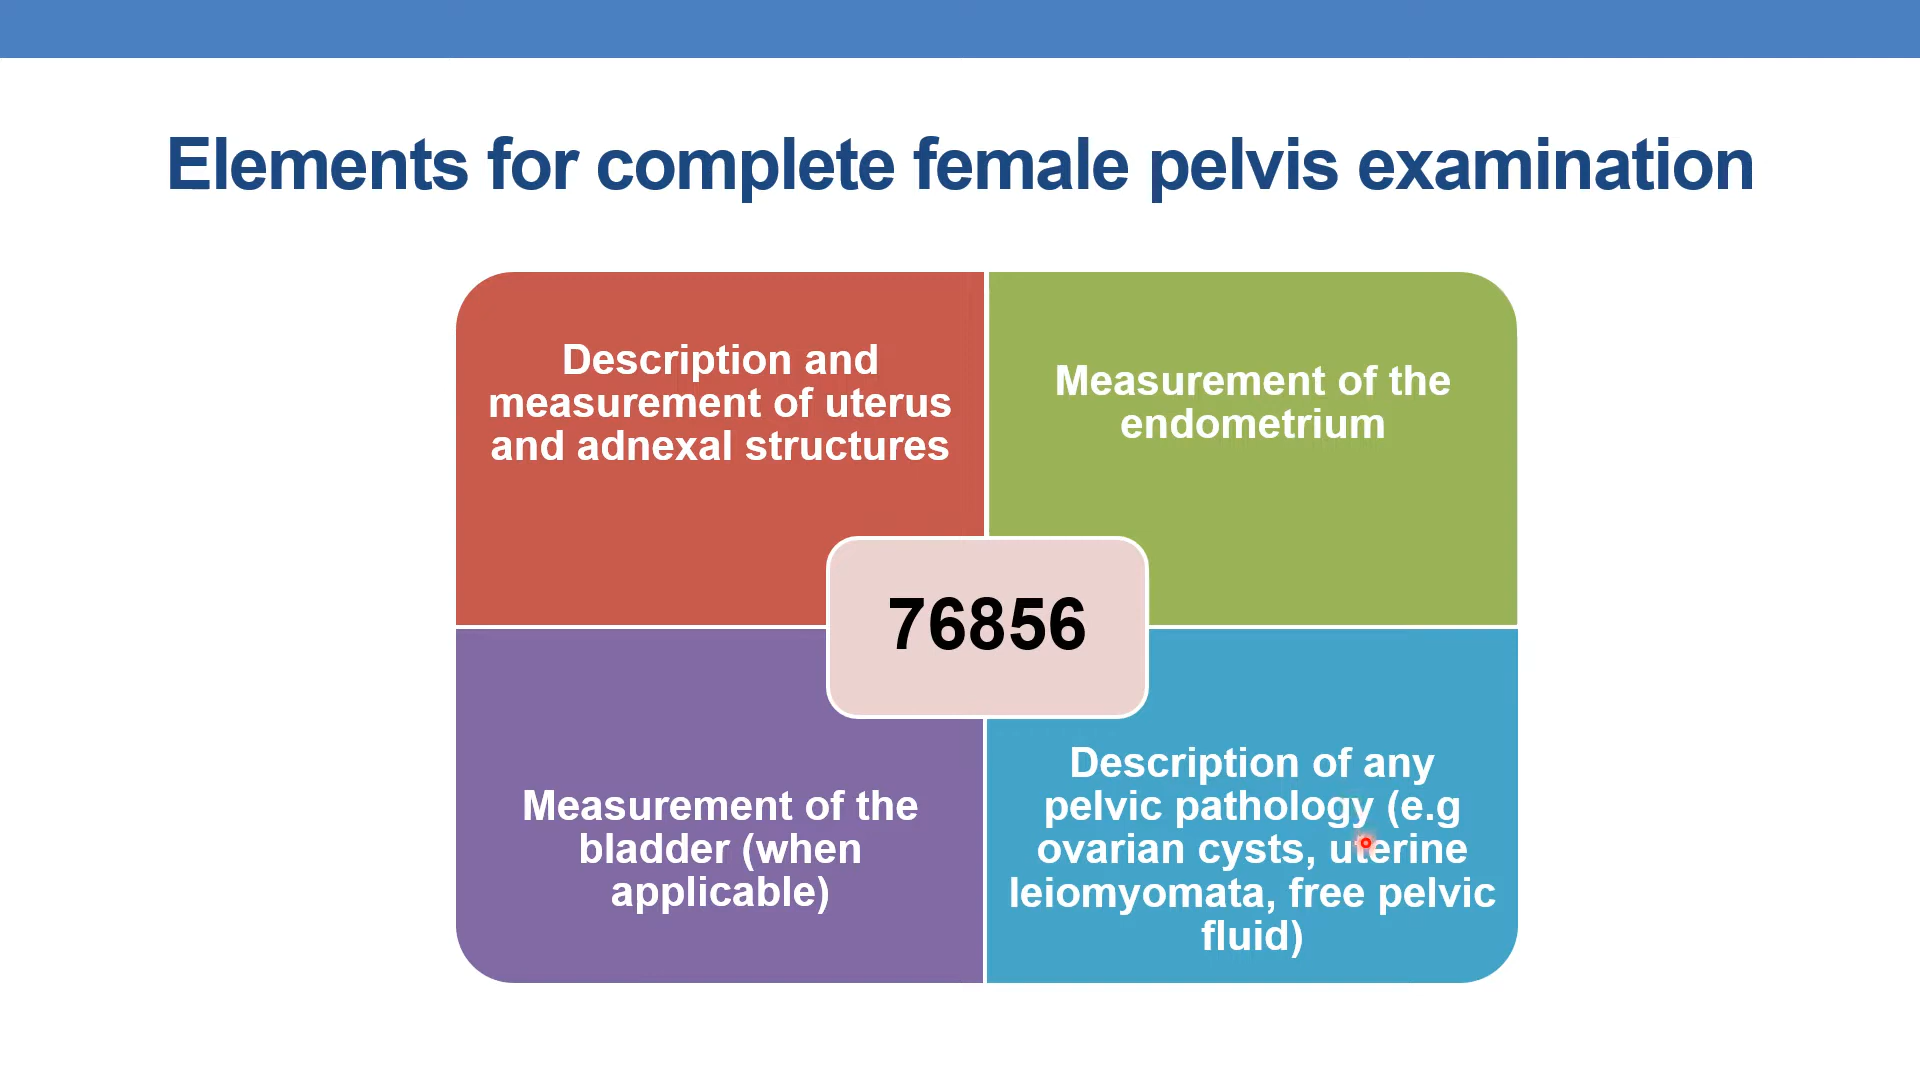 Elements for complete female pelvis examination
Description and
measurement of uterus
and adnexal structures
Measurement of the
endometrium
76856
Measurement of the
bladder (when
applicable)
Description of any
pelvic pathology (e.g
ovarian cysts, uterine
leiomyomata, free pelvic
fluid)